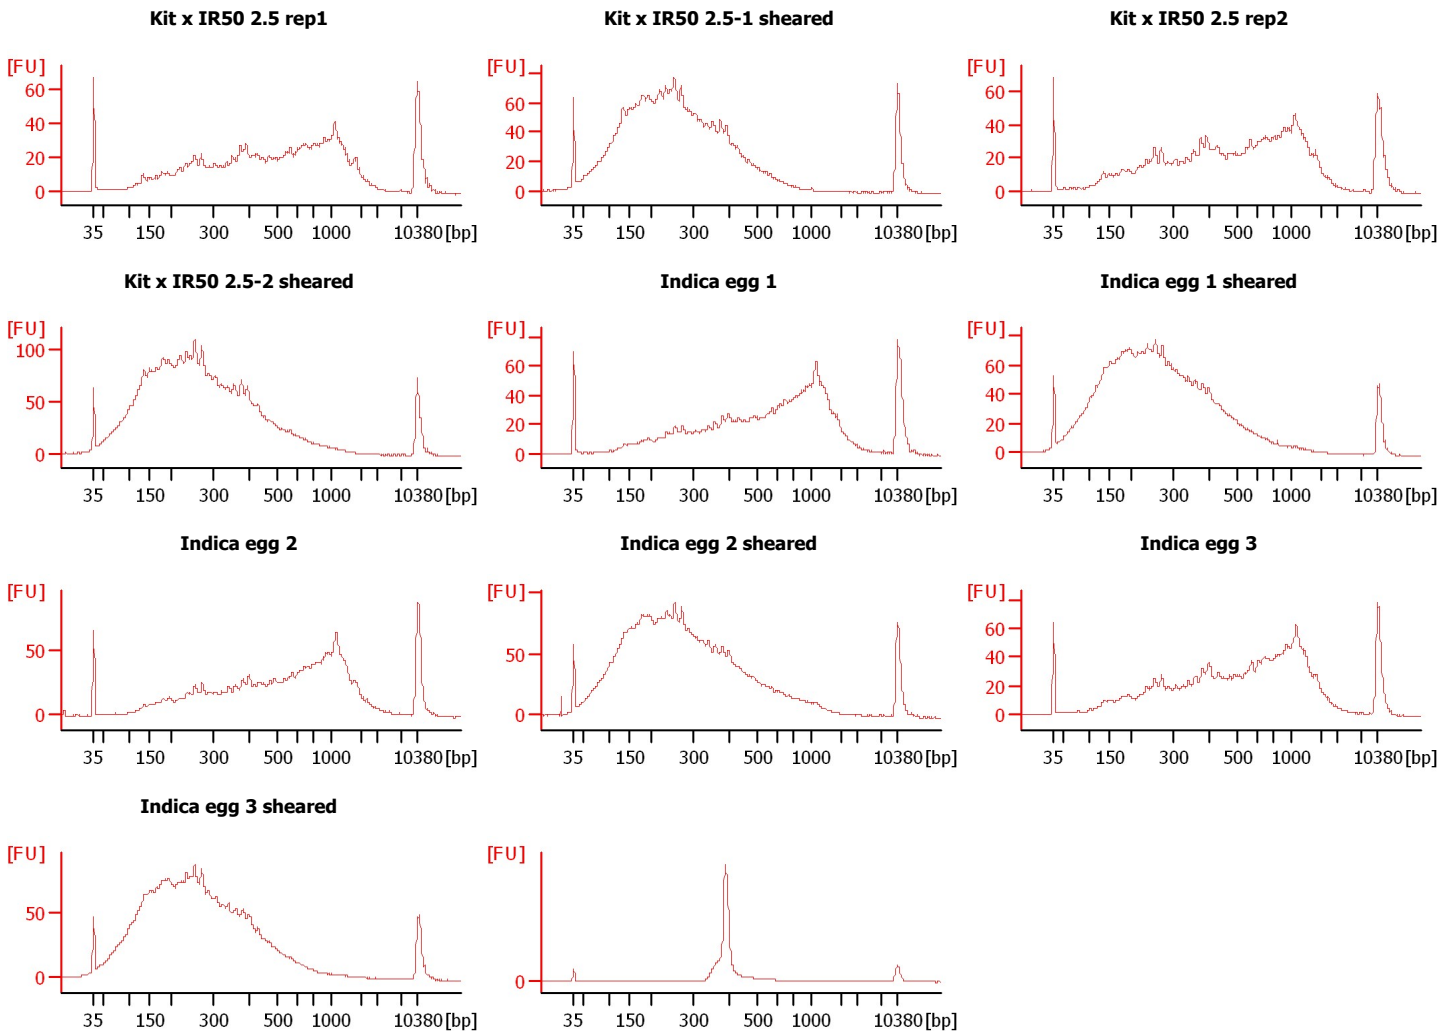 Kit x IR50 2.5 rep1
[FU]
60
40
20
0
35 150 300 500 1000 10380 [bp]
Kit x IR50 2.5-1 sheared
[FU]
60
40
20
0
35 150 300 500 1000 10380 [bp]
Kit x IR50 2.5 rep2
[FU]
60
40
20
0
35 150 300 500 1000 10380 [bp]
Kit x IR50 2.5-2 sheared
[FU]
100
50
0
35 150 300 500 1000 10380 [bp]
Indica egg 1
[FU]
60
40
20
0
35 150 300 500 1000 10380 [bp]
Indica egg 1 sheared
[FU]
60
40
20
0
35 150 300 500 1000 10380 [bp]
Indica egg 2
[FU]
50
0
35 150 300 500 1000 10380 [bp]
Indica egg 2 sheared
[FU]
50
0
35 150 300 500 1000 10380 [bp]
Indica egg 3
[FU]
60
40
20
0
35 150 300 500 1000 10380 [bp]
Indica egg 3 sheared
[FU]
50
0
35 150 300 500 1000 10380 [bp]
[FU]
0
35 150 300 500 1000 10380 [bp]